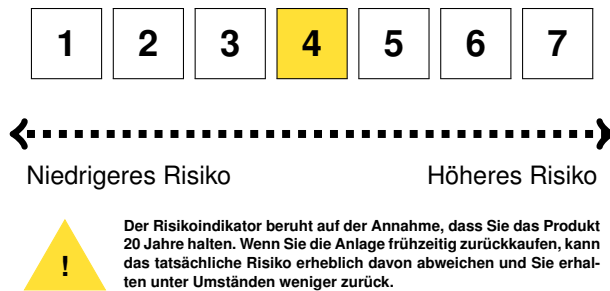 1 2 3 4 5 6 7
Niedrigeres Risiko Höheres Risiko
Der Risikoindikator beruht auf der Annahme, dass Sie das Produkt
20 Jahre halten. Wenn Sie die Anlage frühzeitig zurückkaufen, kann
das tatsächliche Risiko erheblich davon abweichen und Sie erhal-
ten unter Umständen weniger zurück.
!